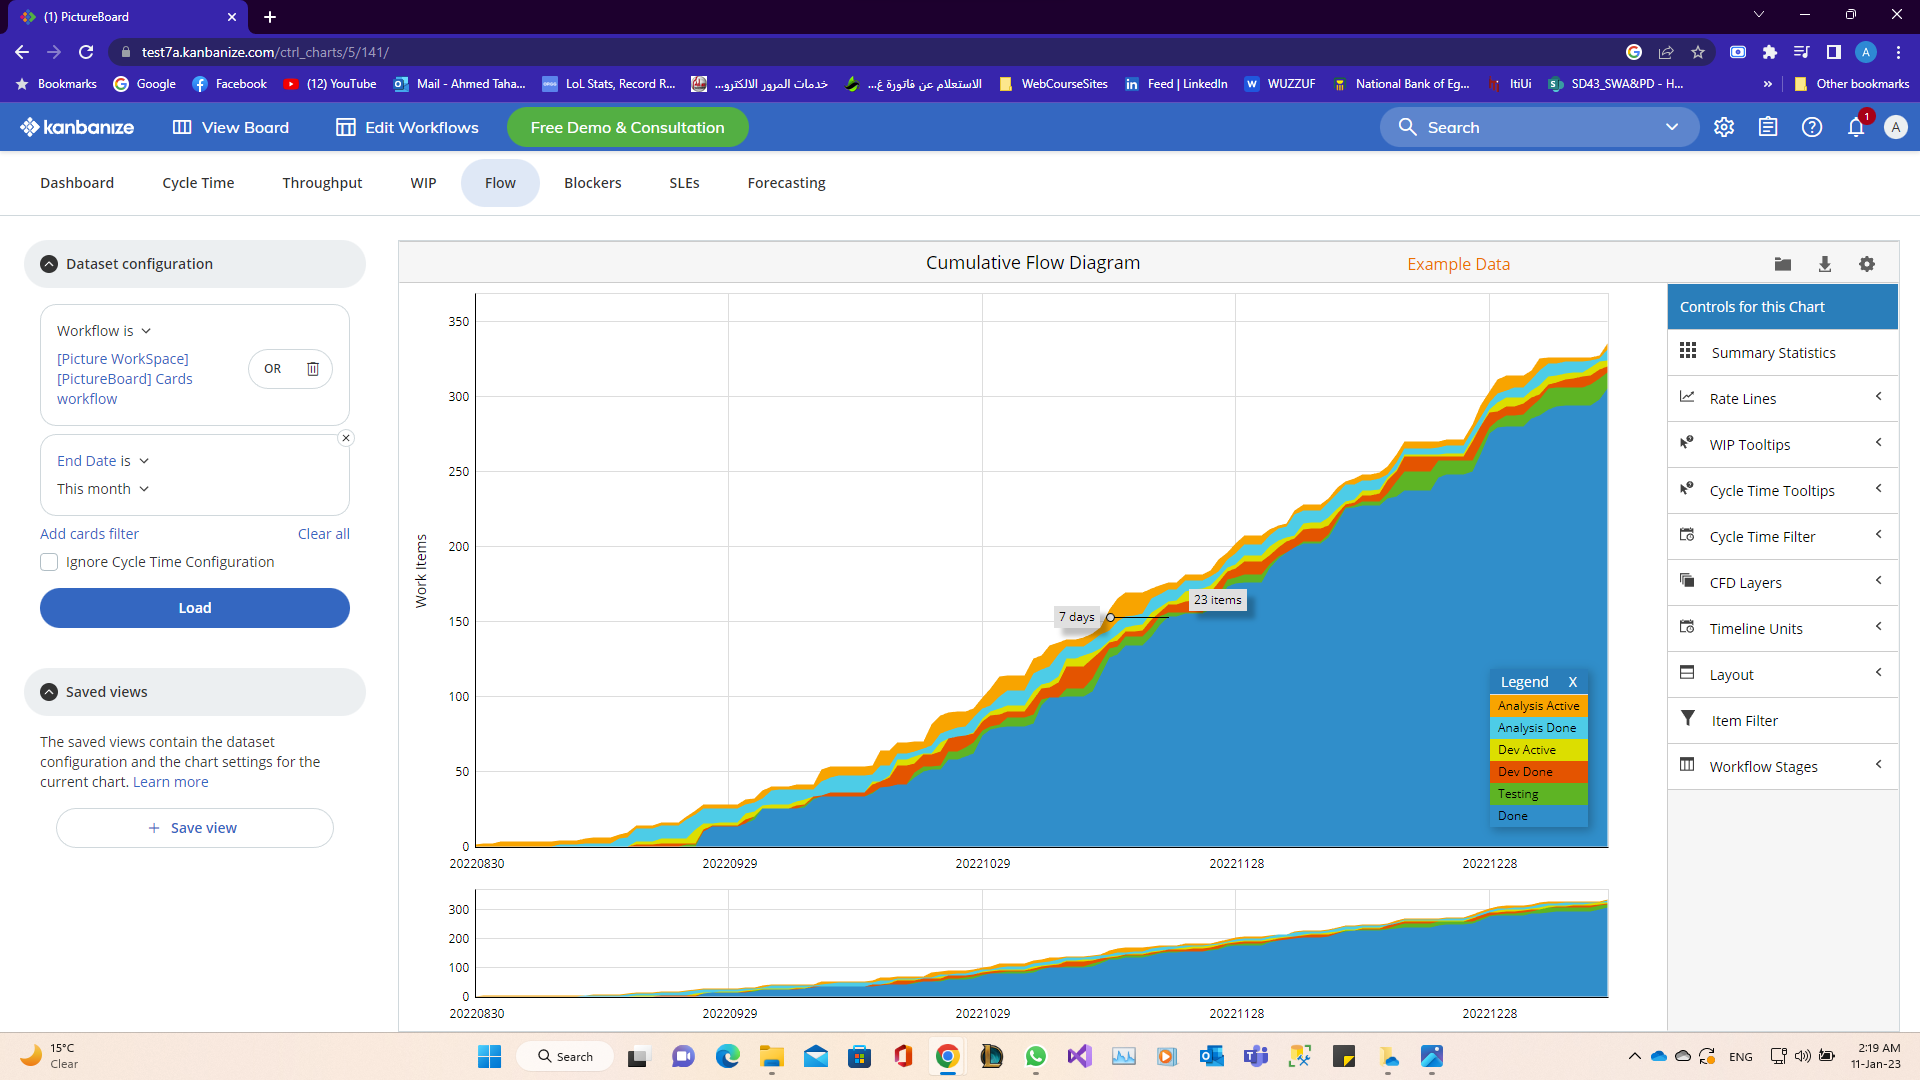 (1) PictureBoard
test7a.kanbanize.com/ctrl_charts/5/141/
A
Bookmarks
Google
Facebook
(12) YouTube
Mail - Ahmed Taha...
LoL Stats, Record R...
خدمات المرور الالكترو...
الاستعلام عن فاتورة غ...
WebCourseSites
Feed | LinkedIn
WUZZUF
National Bank of Eg...
ItiUi
SD43_SWA&PD - H...
»
Other bookmarks
kanbanize
View Board
Edit Workflows
Free Demo & Consultation
Search
1
A
Dashboard
Cycle Time
Throughput
WIP
Flow
Blockers
SLEs
Forecasting
Dataset configuration
Workflow is
[Picture WorkSpace]
[PictureBoard] Cards
workflow
OR
End Date is
This month
Add cards filter
Clear all
Ignore Cycle Time Configuration
Load
Saved views
The saved views contain the dataset
configuration and the chart settings for the
current chart. Learn more
+ Save view
Cumulative Flow Diagram
Example Data
350
300
250
200
150
100
50
0
Work Items
20220830
20220929
20221029
20221128
20221228
7 days
23 items
Legend X
Analysis Active
Analysis Done
Dev Active
Dev Done
Testing
Done
300
200
100
0
20220830
20220929
20221029
20221128
20221228
Controls for this Chart
Summary Statistics
Rate Lines
WIP Tooltips
Cycle Time Tooltips
Cycle Time Filter
CFD Layers
Timeline Units
Layout
Item Filter
Workflow Stages
15°C
Clear
Search
ENG
2:19 AM
11-Jan-23